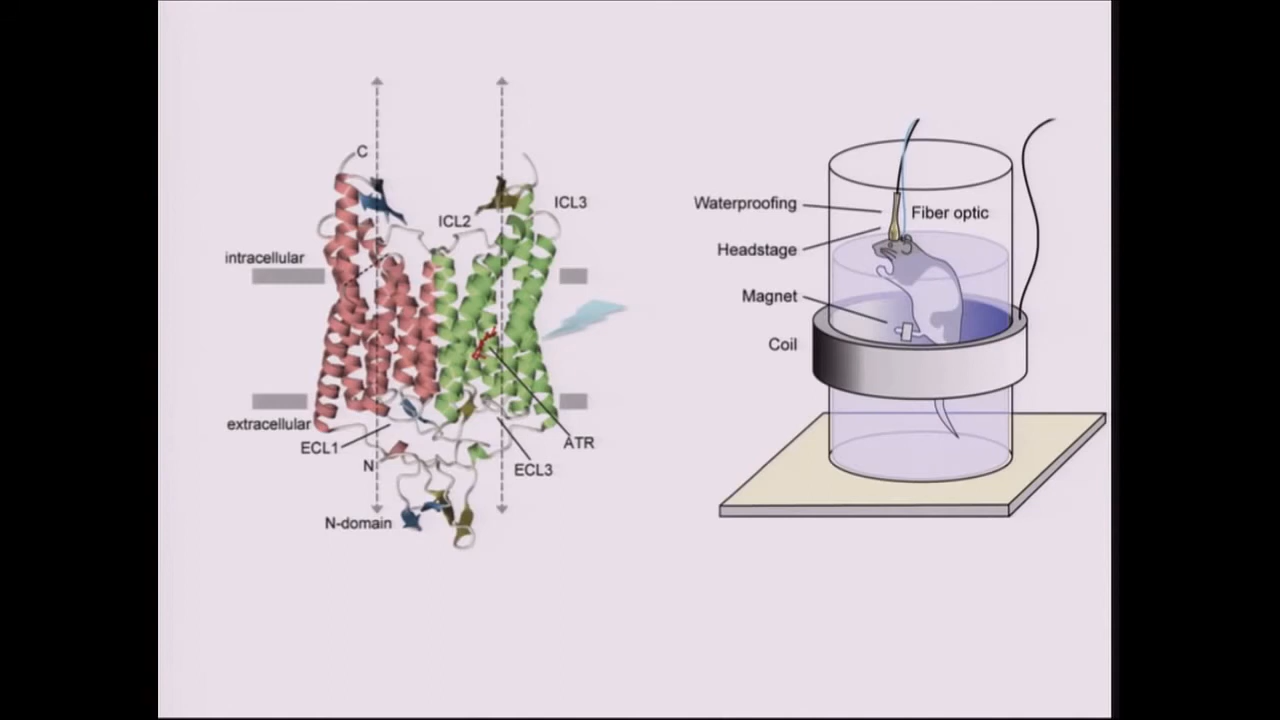 C
ICL3
ICL2
intracellular
extracellular
ECL1
N
ATR
ECL3
N-domain
Waterproofing
Fiber optic
Headstage
Magnet
Coil